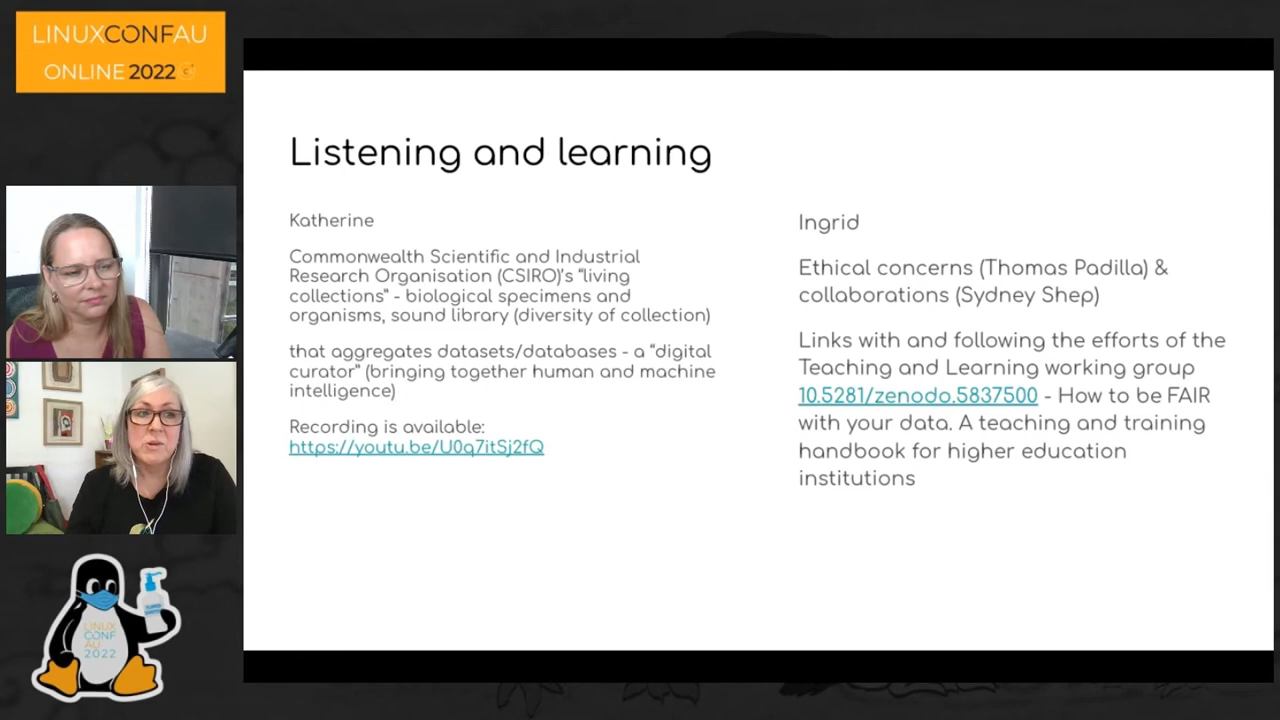 LINUXCONFAU
ONLINE 2022
Listening and learning
Katherine
Commonwealth Scientific and Industrial
Research Organisation (CSIRO)'s “living
collections” - biological specimens and
organisms, sound library (diversity of collection)
that aggregates datasets/databases - a “digital
curator” (bringing together human and machine
intelligence)
Recording is available:
https://youtu.be/U0q7itSj2fQ
Ingrid
Ethical concerns (Thomas Padilla) &
collaborations (Sydney Shep)
Links with and following the efforts of the
Teaching and Learning working group
10.5281/zenodo.5837500 - How to be FAIR
with your data. A teaching and training
handbook for higher education
institutions
LINUX
CONF
AU
2022